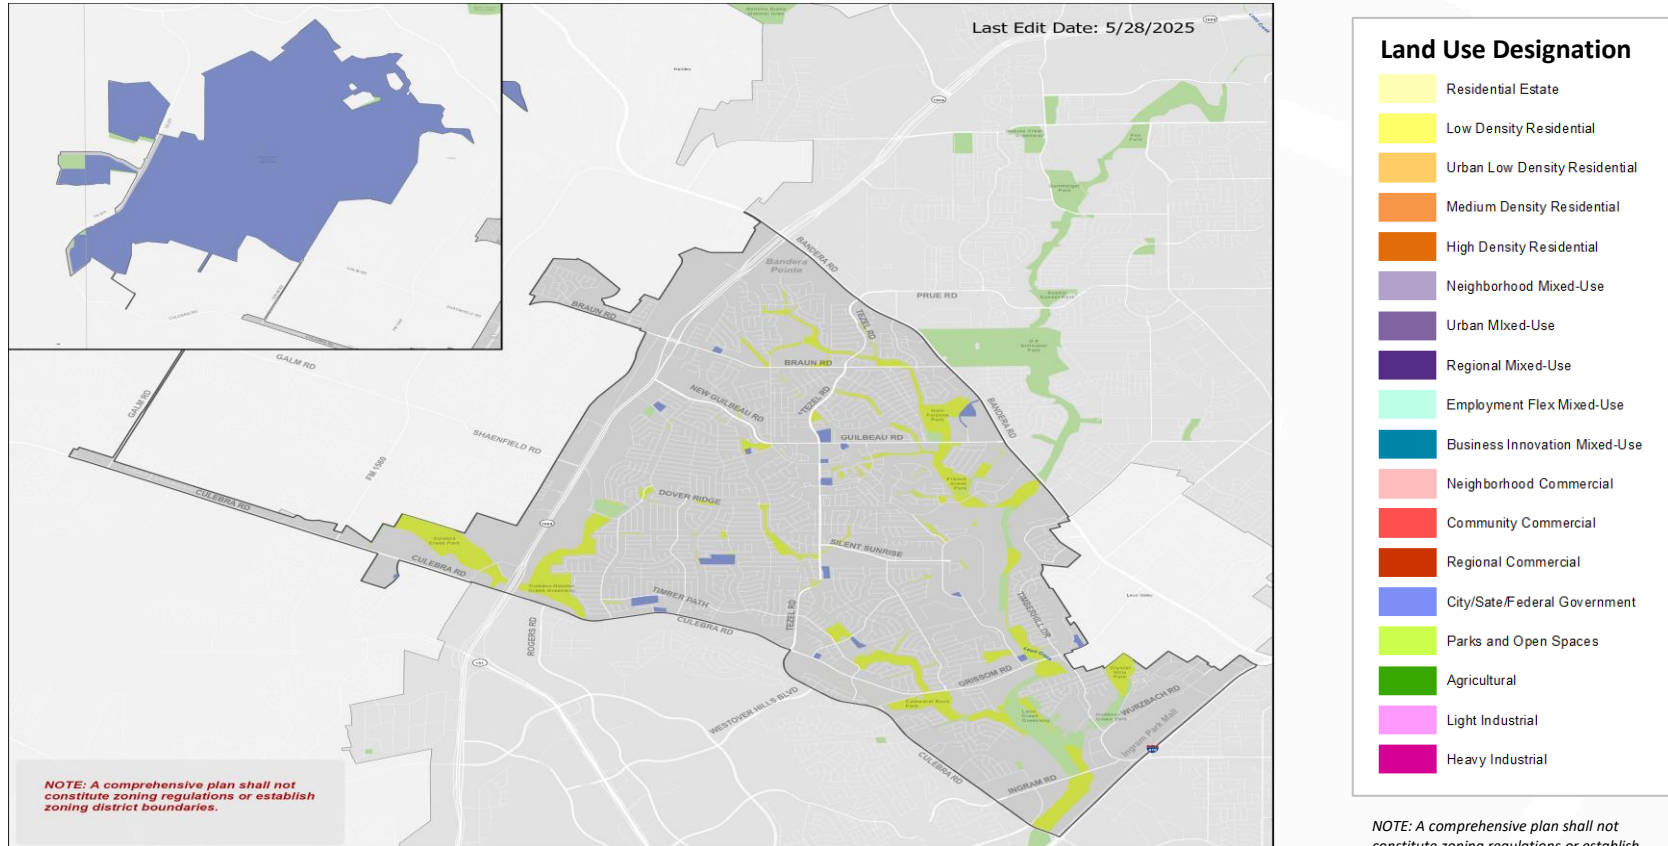 Last Edit Date: 5/28/2025
Bandera
Pointe
BANDERA RD
BRAUN RD
PRUE RD
TEZEL RD
GALM RD
BRAUN RD
GALM RD
NEW GUILBEAU RD
TEZEL RD
BANDERA RD
SHAENFIELD RD
GUILBEAU RD
FM 1560
CULEBRA RD
DOVER RIDGE
SILENT SUNRISE
CULEBRA RD
TIMBER PATH
TIMBERHILL DR
CULEBRA RD
TEZEL RD
ROGERS RD
GRISSOM RD
WURZBACH RD
WESTOVER HILLS BLVD
Ingram Park Mall
CULEBRA RD
INGRAM RD
NOTE: A comprehensive plan shall not
constitute zoning regulations or establish
zoning district boundaries.
Land Use Designation
Residential Estate
Low Density Residential
Urban Low Density Residential
Medium Density Residential
High Density Residential
Neighborhood Mixed-Use
Urban MIxed-Use
Regional Mixed-Use
Employment Flex Mixed-Use
Business Innovation Mixed-Use
Neighborhood Commercial
Community Commercial
Regional Commercial
City/Sate/Federal Government
Parks and Open Spaces
Agricultural
Light Industrial
Heavy Industrial
NOTE: A comprehensive plan shall not
constitute zoning regulations or establish